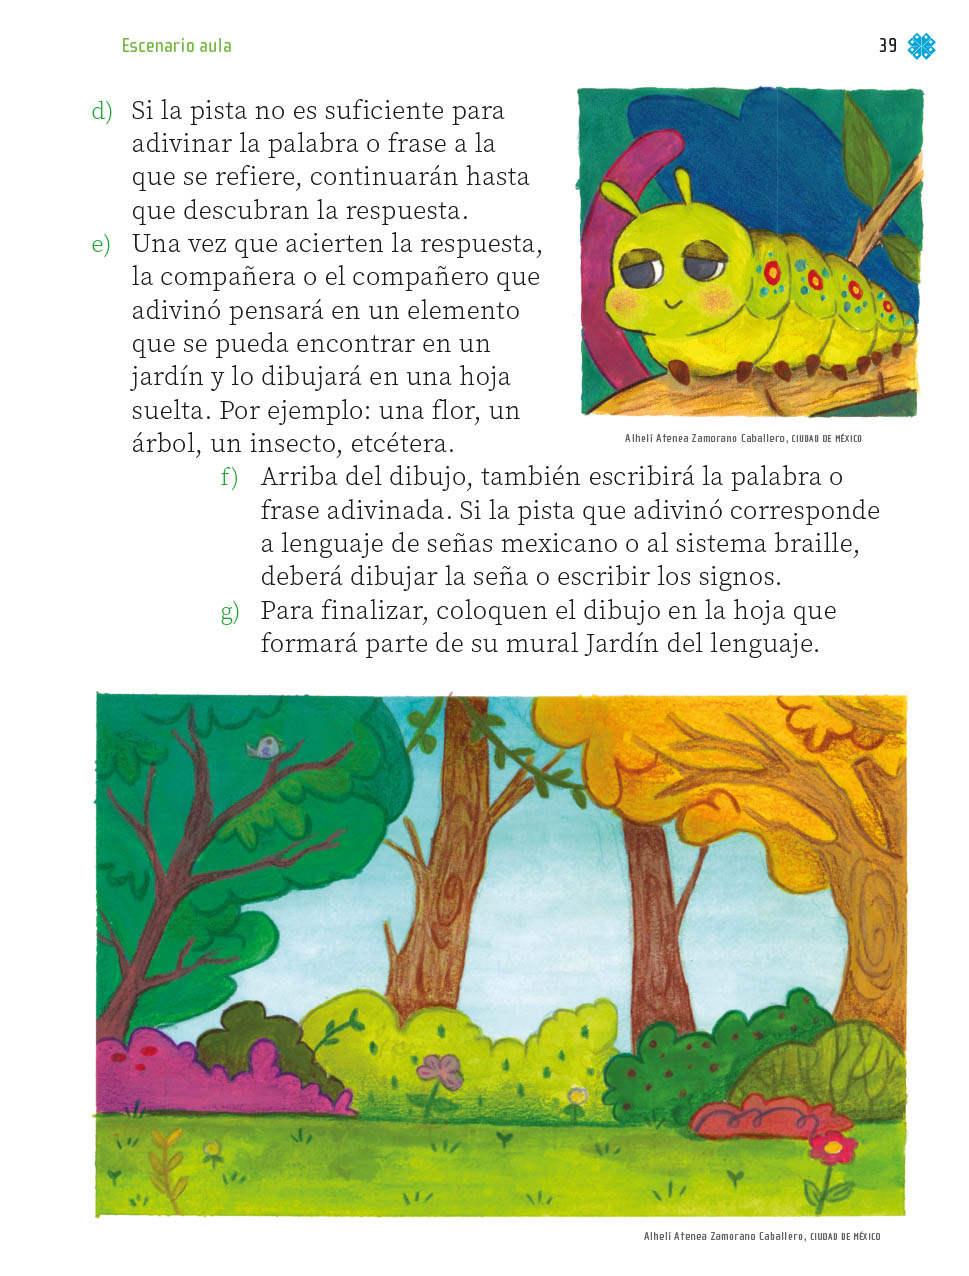 Escenario aula
39
d) Si la pista no es suficiente para
adivinar la palabra o frase a la
que se refiere, continuarán hasta
que descubran la respuesta.
e) Una vez que acierten la respuesta,
la compañera o el compañero que
adivinó pensará en un elemento
que se pueda encontrar en un
jardín y lo dibujará en una hoja
suelta. Por ejemplo: una flor, un
árbol, un insecto, etcétera.
Alhelí Atenea Zamorano Caballero, CIUDAD DE MÉXICO
f) Arriba del dibujo, también escribirá la palabra o
frase adivinada. Si la pista que adivinó corresponde
a lenguaje de señas mexicano o al sistema braille,
deberá dibujar la seña o escribir los signos.
g) Para finalizar, coloquen el dibujo en la hoja que
formará parte de su mural Jardín del lenguaje.
Alhelí Atenea Zamorano Caballero, CIUDAD DE MÉXICO